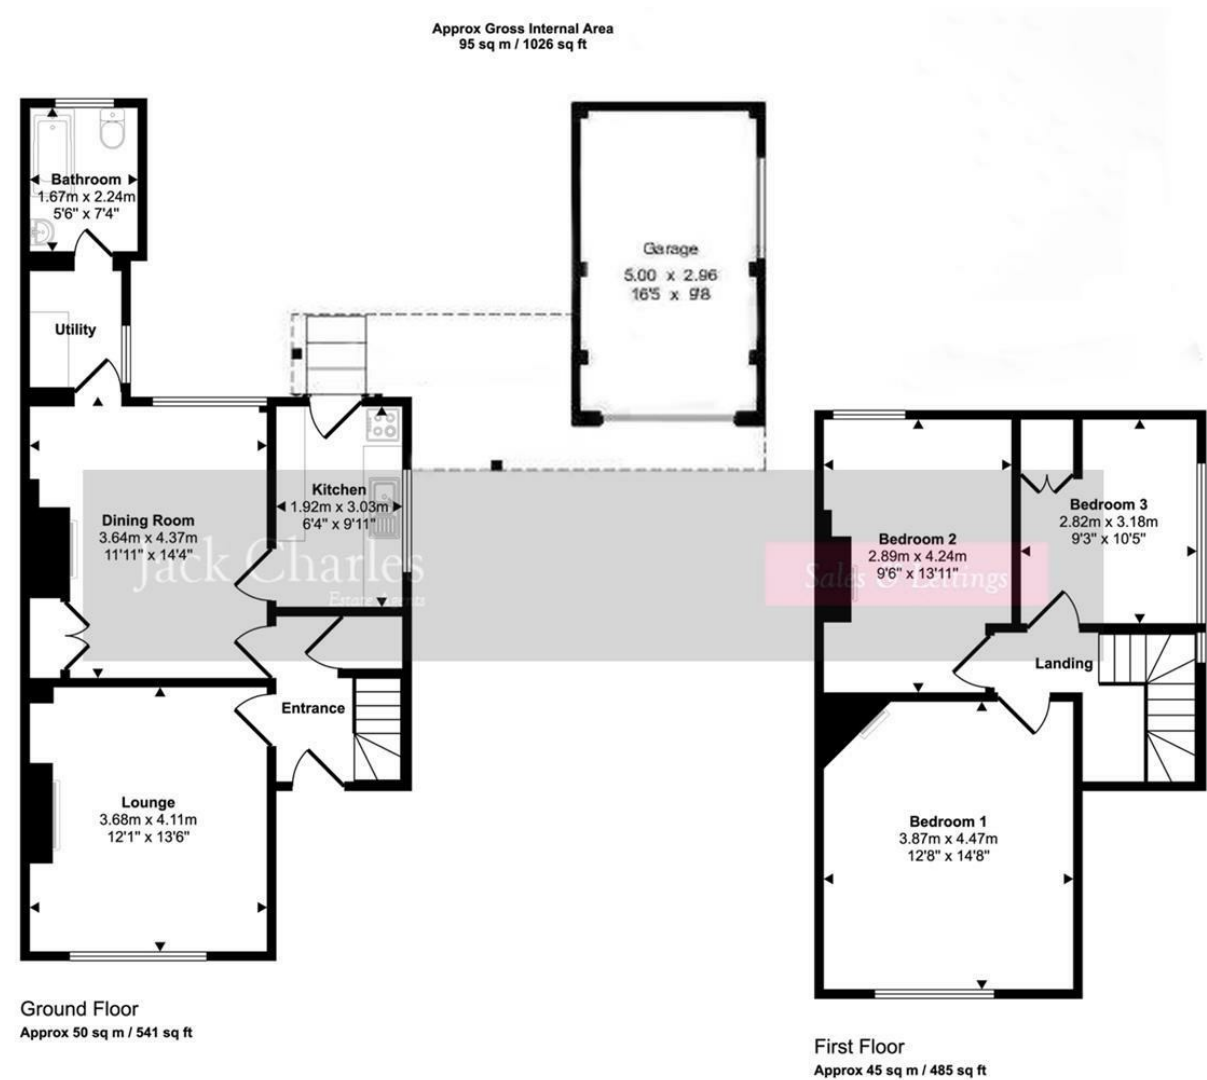 Approx Gross Internal Area
95 sq m / 1026 sq ft
Bathroom
1.67m x 2.24m
5'6" x 7'4"
Utility
Garage
5.00 x 2.96
16'5 x 9'8
Kitchen
1.92m x 3.03m
6'4" x 9'11"
Dining Room
3.64m x 4.37m
11'11" x 14'4"
Jack Charles
Estate Agents
Sales & Lettings
Bedroom 3
2.82m x 3.18m
9'3" x 10'5"
Bedroom 2
2.89m x 4.24m
9'6" x 13'11"
Landing
Entrance
Lounge
3.68m x 4.11m
12'1" x 13'6"
Bedroom 1
3.87m x 4.47m
12'8" x 14'8"
Ground Floor
Approx 50 sq m / 541 sq ft
First Floor
Approx 45 sq m / 485 sq ft